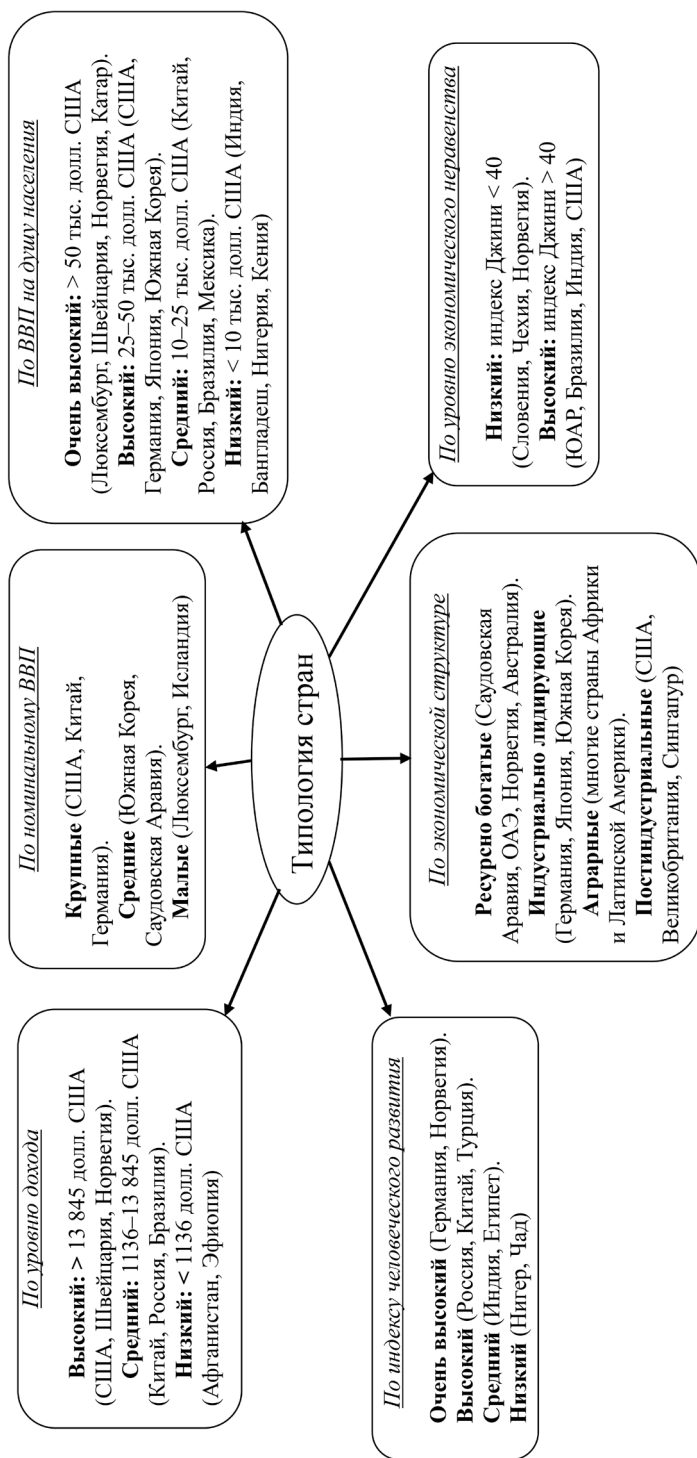 По уровню дохода
Высокий: > 13 845 долл. США
(США, Швейцария, Норвегия).
Средний: 1136–13 845 долл. США
(Китай, Россия, Бразилия).
Низкий: < 1136 долл. США
(Афганистан, Эфиопия)
По номинальному ВВП
Крупные (США, Китай,
Германия).
Средние (Южная Корея,
Саудовская Аравия).
Малые (Люксембург, Исландия)
По ВВП на душу населения
Очень высокий: > 50 тыс. долл. США
(Люксембург, Швейцария, Норвегия, Катар).
Высокий: 25–50 тыс. долл. США (США,
Германия, Япония, Южная Корея).
Средний: 10–25 тыс. долл. США (Китай,
Россия, Бразилия, Мексика).
Низкий: < 10 тыс. долл. США (Индия,
Бангладеш, Нигерия, Кения)
Типология стран
По индексу человеческого развития
Очень высокий (Германия, Норвегия).
Высокий (Россия, Китай, Турция).
Средний (Индия, Египет).
Низкий (Нигер, Чад)
По экономической структуре
Ресурсно богатые (Саудовская
Аравия, ОАЭ, Норвегия, Австралия).
Индустриально лидирующие
(Германия, Япония, Южная Корея).
Аграрные (многие страны Африки
и Латинской Америки).
Постиндустриальные (США,
Великобритания, Сингапур)
По уровню экономического неравенства
Низкий: индекс Джини < 40
(Словения, Чехия, Норвегия).
Высокий: индекс Джини > 40
(ЮАР, Бразилия, Индия, США)